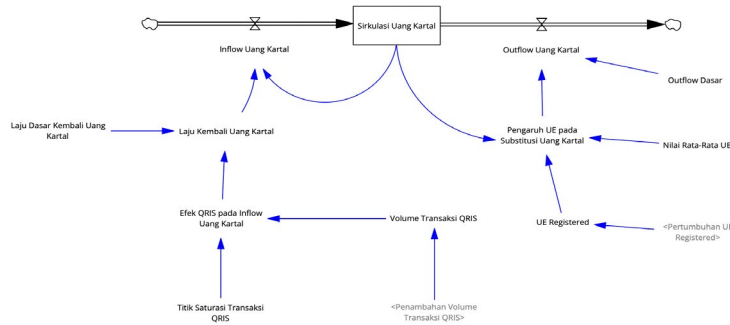 Sirkulasi Uang Kartal
Inflow Uang Kartal
Outflow Uang Kartal
Outflow Dasar
Laju Dasar Kembali Uang
Kartal
Laju Kembali Uang Kartal
Pengaruh UE pada
Substitusi Uang Kartal
Nilai Rata-Rata UE
Efek QRIS pada Inflow
Uang Kartal
Volume Transaksi QRIS
UE Registered
<Pertumbuhan UE
Registered>
Titik Saturasi Transaksi
QRIS
<Penambahan Volume
Transaksi QRIS>